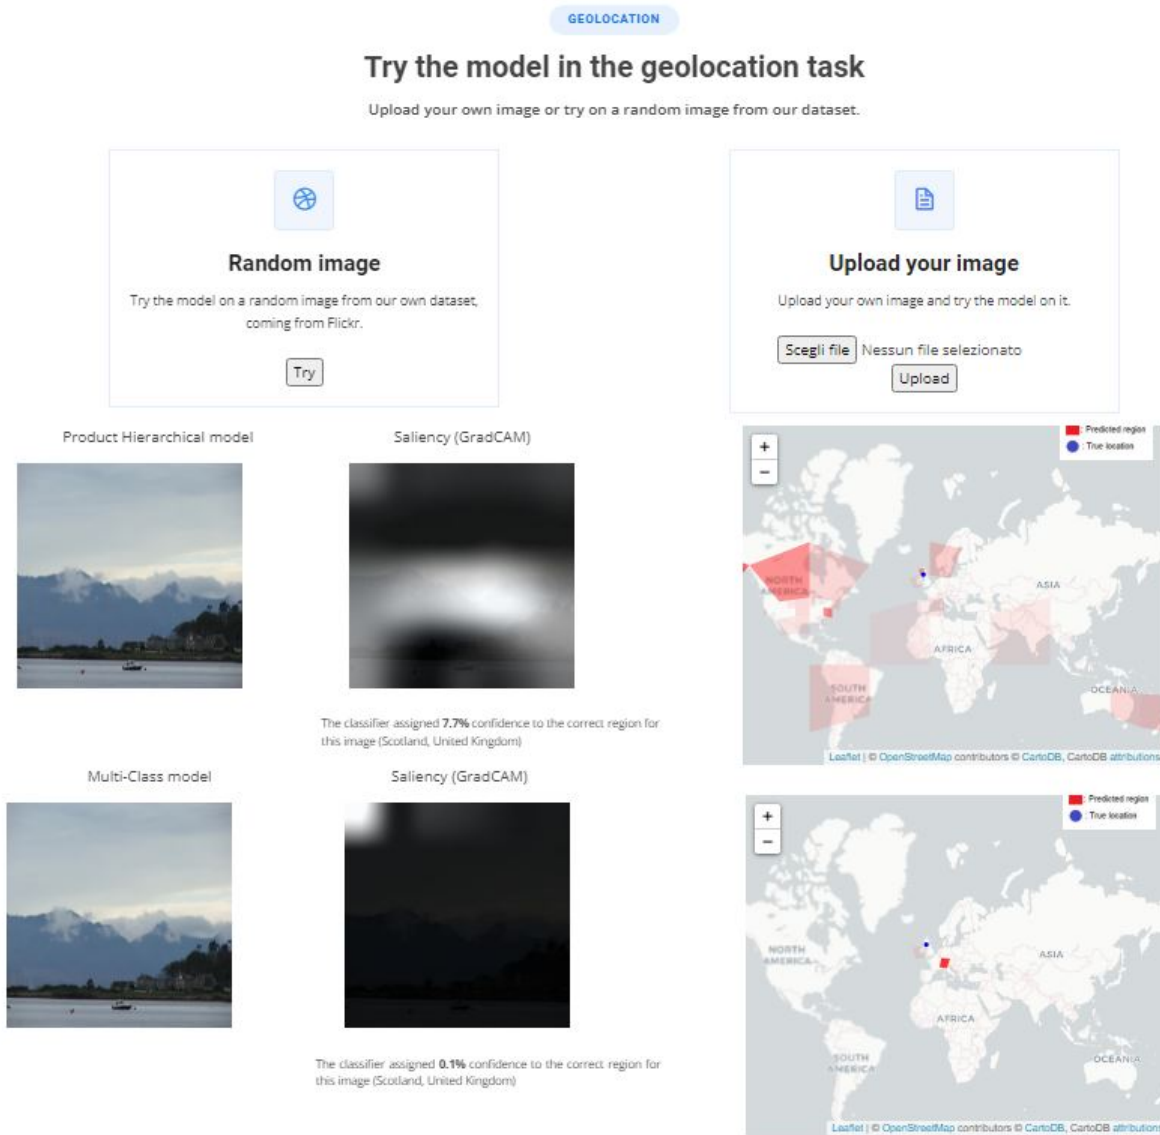 GEOLOCATION
Try the model in the geolocation task
Upload your own image or try on a random image from our dataset.
Random image
Try the model on a random image from our own dataset,
coming from Flickr.
Try
Upload your image
Upload your own image and try the model on it.
Scegli file Nessun file selezionato
Upload
Product Hierarchical model
Saliency (GradCAM)
+
−
: Predicted region
: True location
NORTH
AMERICA
ASIA
AFRICA
SOUTH
AMERICA
OCEANIA
Leaflet | © OpenStreetMap contributors © CartoDB, CartoDB attributions
The classifier assigned 7.7% confidence to the correct region for
this image (Scotland, United Kingdom)
Multi-Class model
Saliency (GradCAM)
+
−
: Predicted region
: True location
NORTH
AMERICA
ASIA
AFRICA
SOUTH
AMERICA
OCEANIA
Leaflet | © OpenStreetMap contributors © CartoDB, CartoDB attributions
The classifier assigned 0.1% confidence to the correct region for
this image (Scotland, United Kingdom)